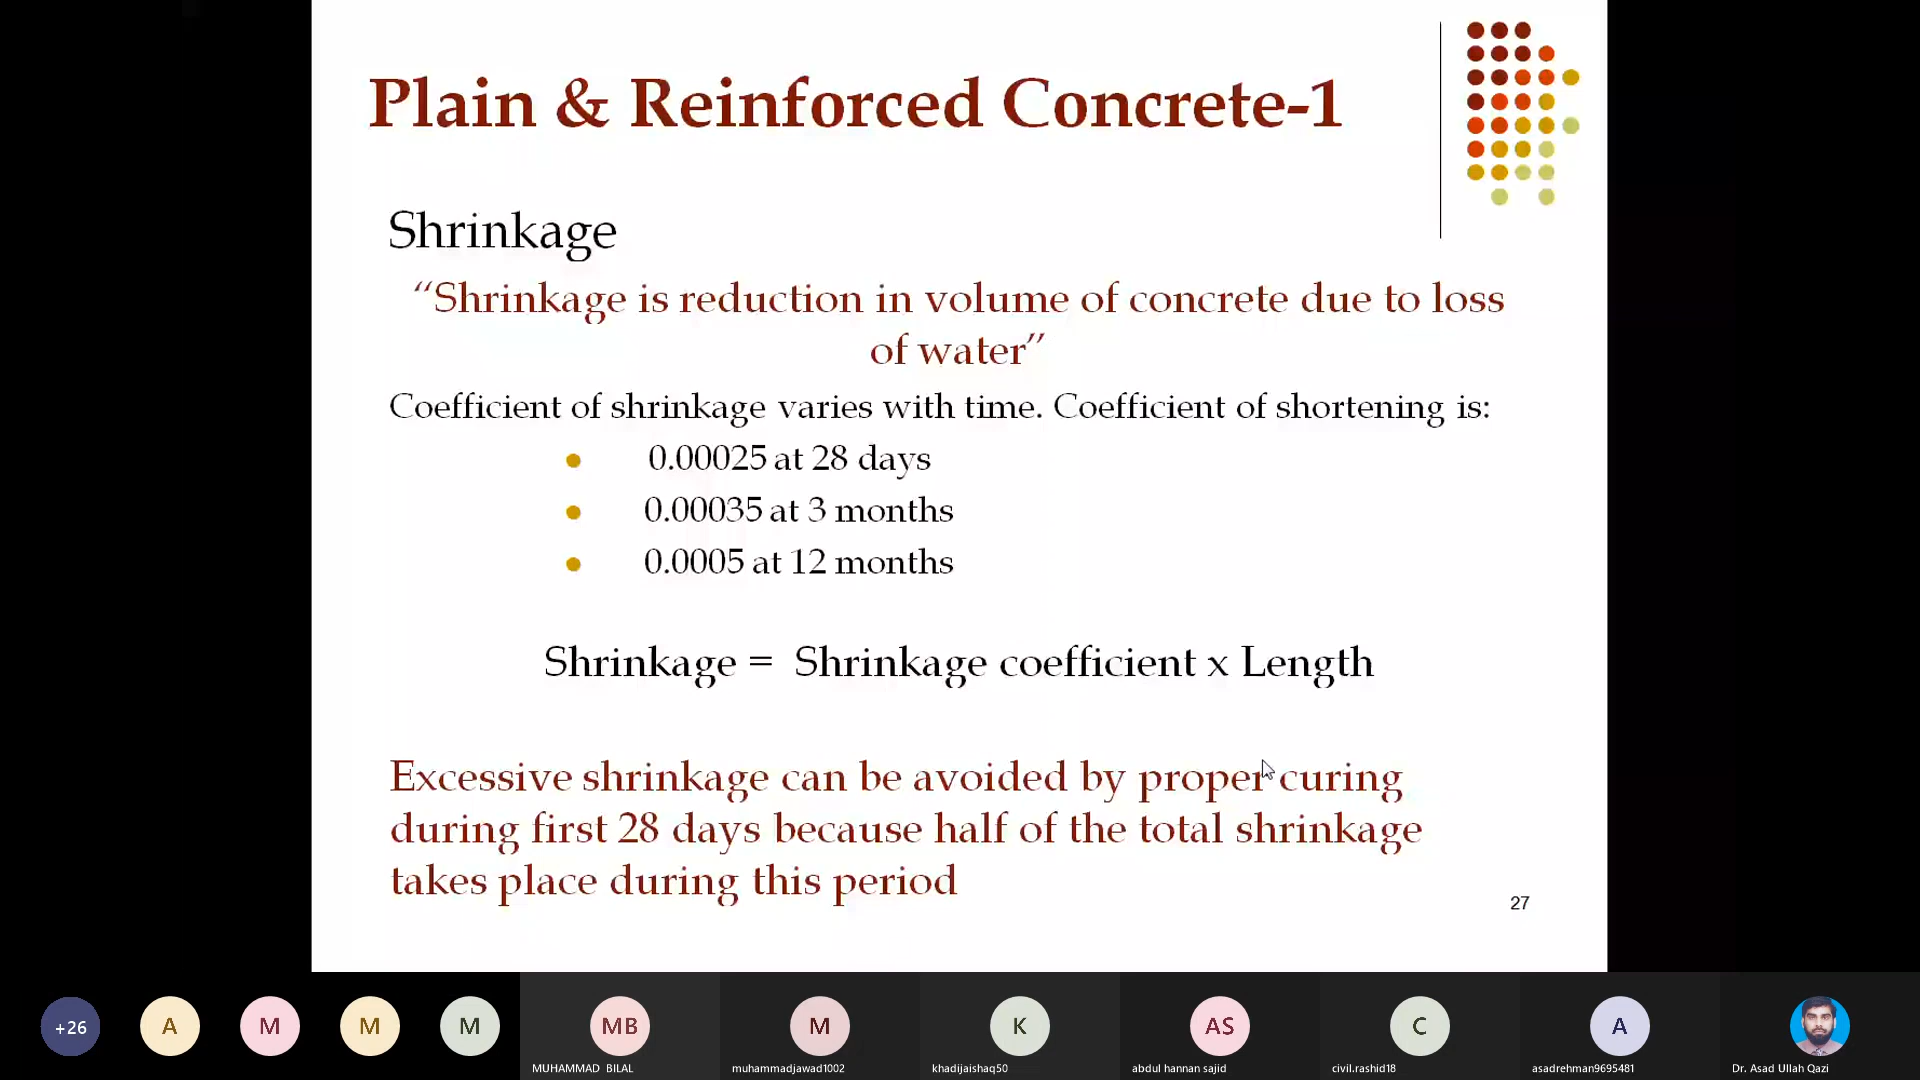 Plain & Reinforced Concrete-1
Shrinkage
“Shrinkage is reduction in volume of concrete due to loss
of water”
Coefficient of shrinkage varies with time. Coefficient of shortening is:
● 0.00025 at 28 days
● 0.00035 at 3 months
● 0.0005 at 12 months
Shrinkage = Shrinkage coefficient x Length
Excessive shrinkage can be avoided by proper curing
during first 28 days because half of the total shrinkage
takes place during this period
27
+26
A
M
M
M
MB
M
K
AS
C
A
MUHAMMAD BILAL
muhammadjawad1002
khadijaishaq50
abdul hannan sajid
civil.rashid18
asadrehman9695481
Dr. Asad Ullah Qazi